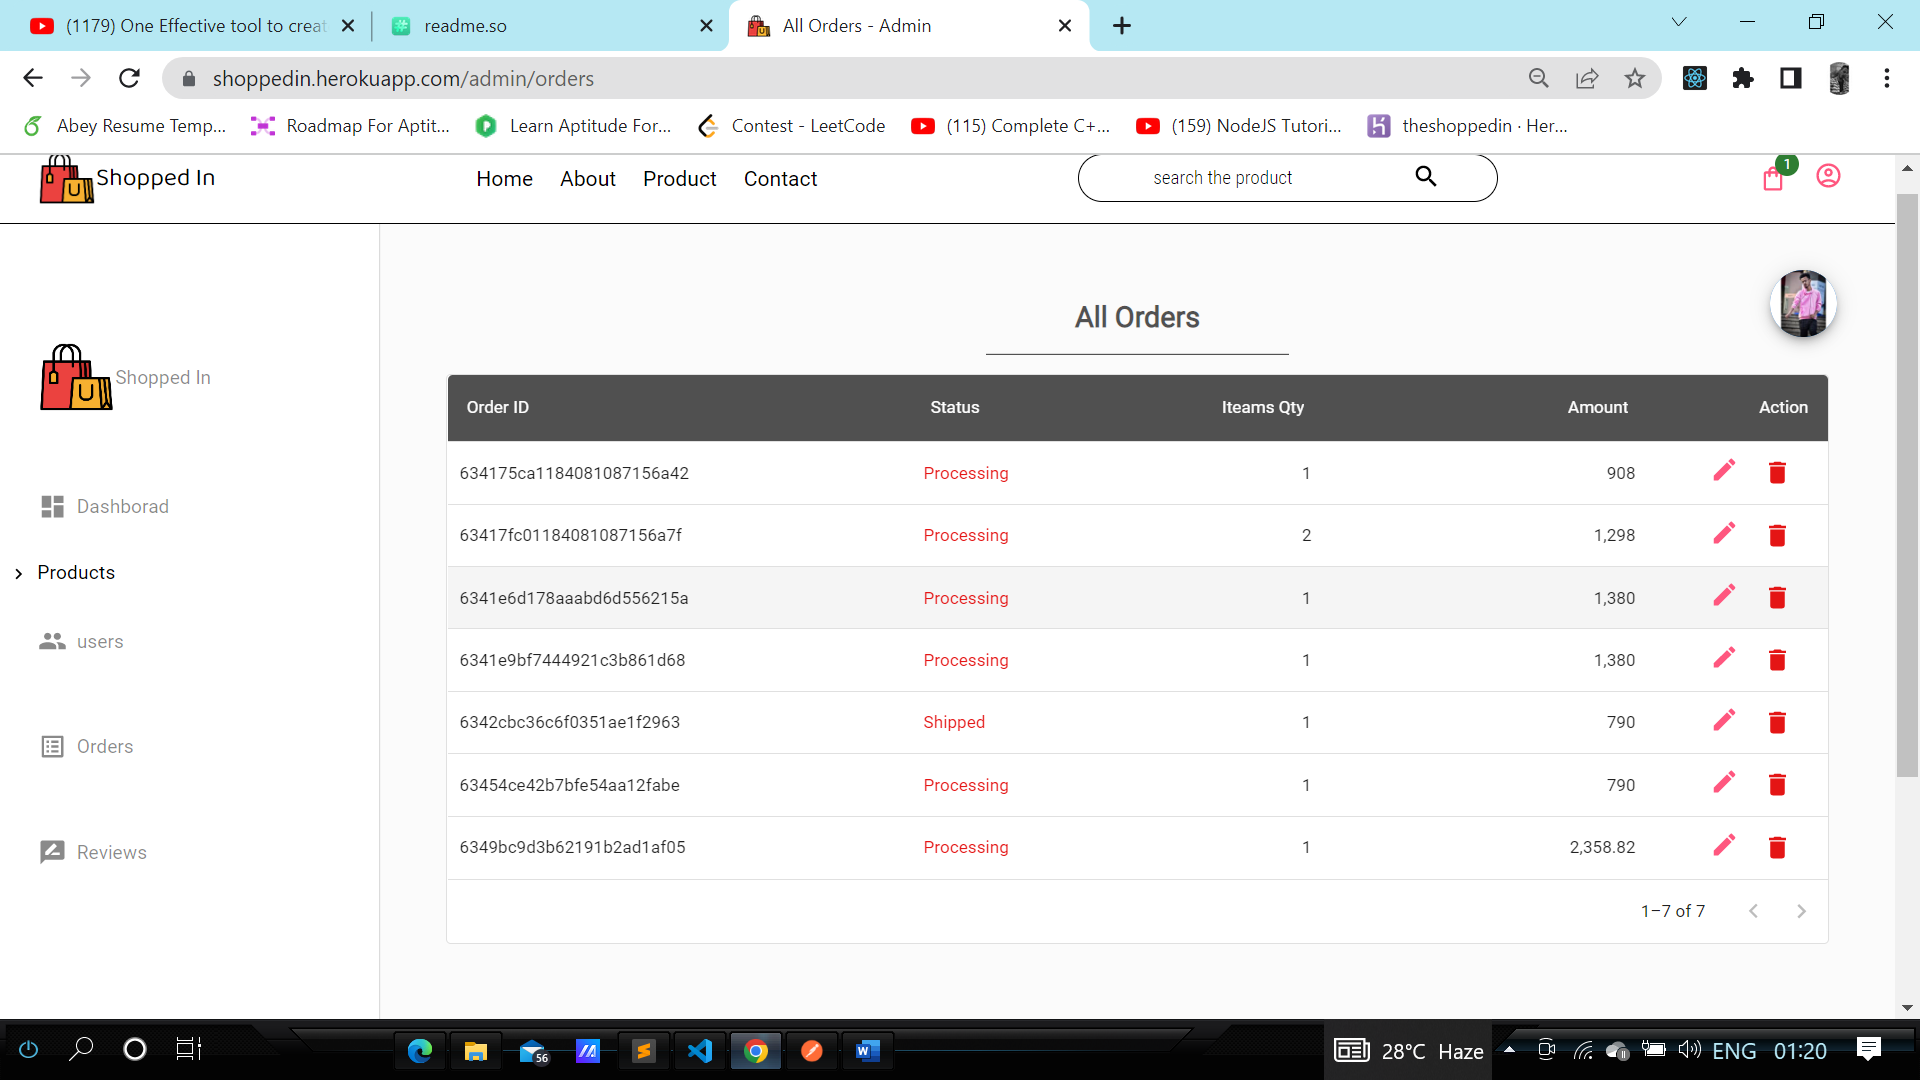 (1179) One Effective tool to creat
readme.so
All Orders - Admin
shoppedin.herokuapp.com/admin/orders
Abey Resume Temp...
Roadmap For Aptit...
Learn Aptitude For...
Contest - LeetCode
(115) Complete C+...
(159) NodeJS Tutori...
theshoppedin · Her...
Shopped In
Home
About
Product
Contact
search the product
1
Shopped In
Dashborad
Products
users
Orders
Reviews
All Orders
Order ID Status Iteams Qty Amount Action
634175ca1184081087156a42 Processing 1 908
63417fc01184081087156a7f Processing 2 1,298
6341e6d178aaabd6d556215a Processing 1 1,380
6341e9bf7444921c3b861d68 Processing 1 1,380
6342cbc36c6f0351ae1f2963 Shipped 1 790
63454ce42b7bfe54aa12fabe Processing 1 790
6349bc9d3b62191b2ad1af05 Processing 1 2,358.82
1–7 of 7
56
28°C Haze
ENG
01:20